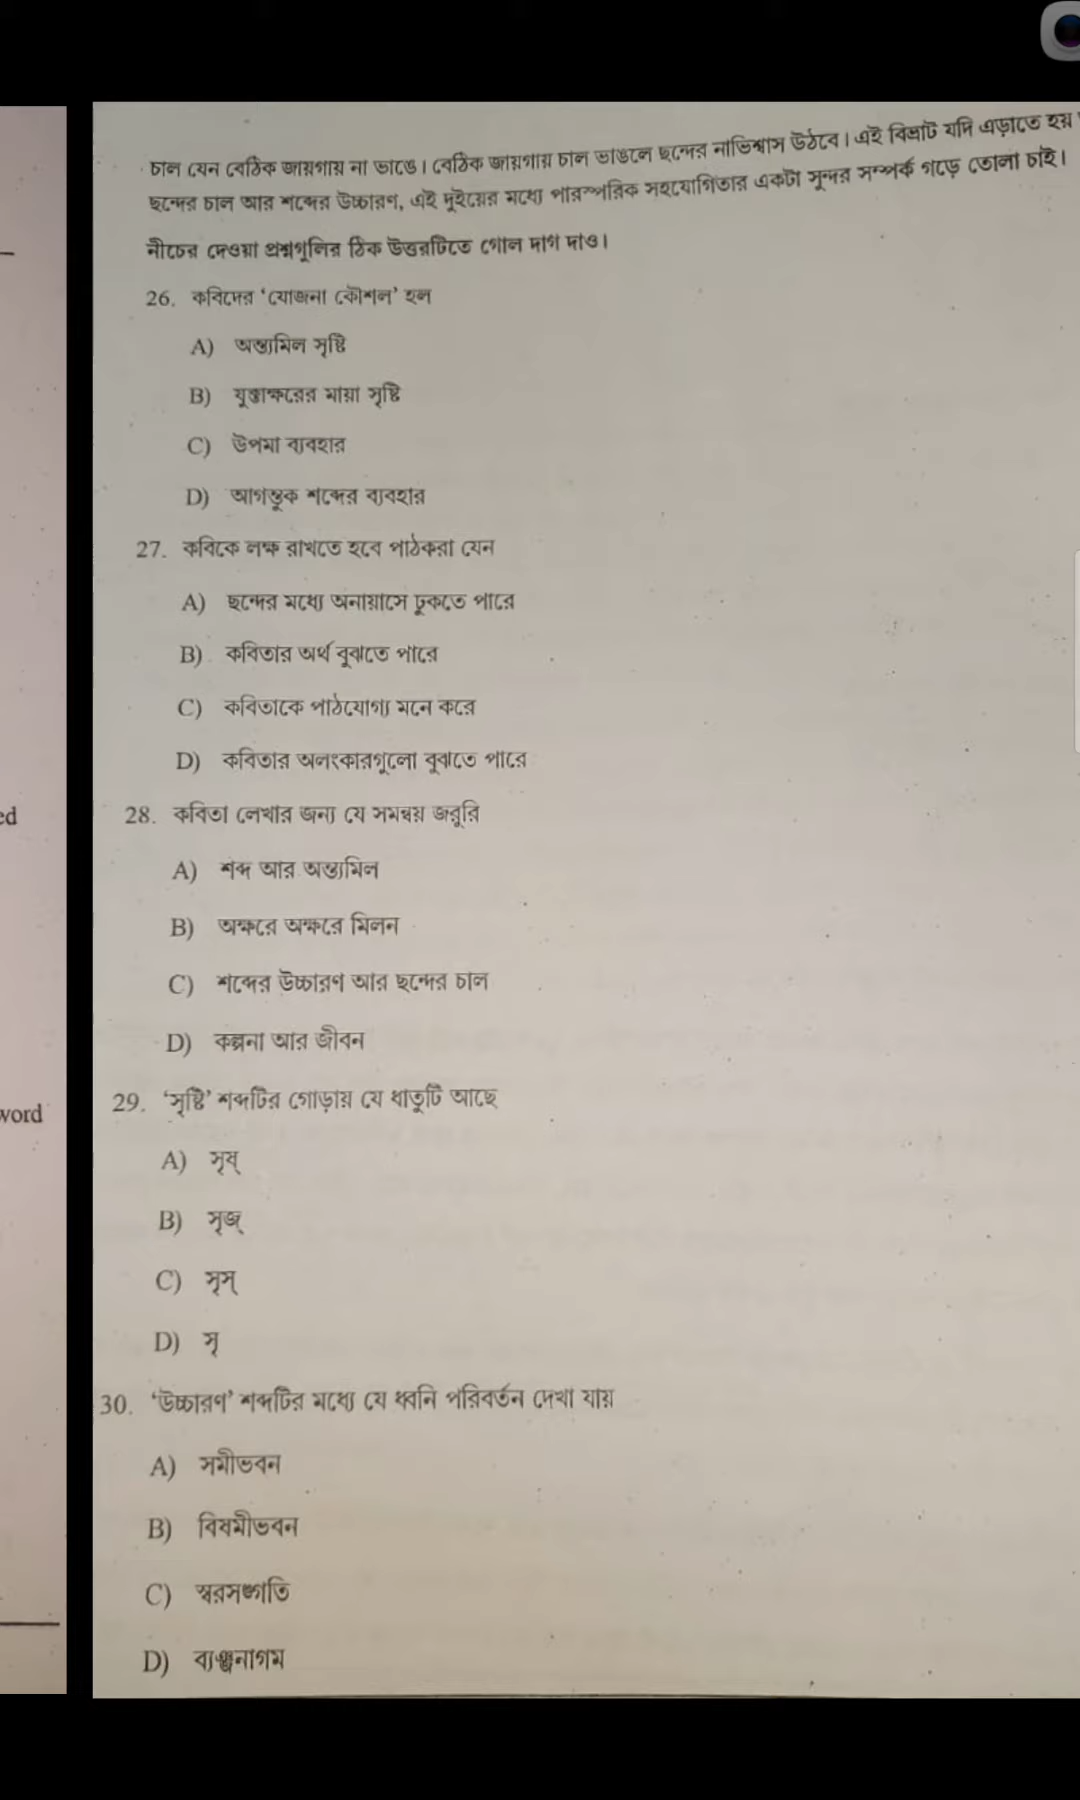 চাল যেন বেঠিক জায়গায় না ভাঙে। বেঠিক জায়গায় চাল ভাঙলে ছন্দের নাভিশ্বাস উঠবে। এই বিভ্রাট যদি এড়াতে হয়
ছন্দের চাল আর শব্দের উচ্চারণ, এই দুইয়ের মধ্যে পারস্পরিক সহযোগিতার একটা সুন্দর সম্পর্ক গড়ে তোলা চাই।
নীচের দেওয়া প্রশ্নগুলির ঠিক উত্তরটিতে গোল দাগ দাও।
26. কবিদের ‘যোজনা কৌশল’ হল
A) অন্ত্যমিল সৃষ্টি
B) যুক্তাক্ষরের মায়া সৃষ্টি
C) উপমা ব্যবহার
D) আগন্তুক শব্দের ব্যবহার
27. কবিকে লক্ষ রাখতে হবে পাঠকরা যেন
A) ছন্দের মধ্যে অনায়াসে ঢুকতে পারে
B) কবিতার অর্থ বুঝতে পারে
C) কবিতাকে পাঠযোগ্য মনে করে
D) কবিতার অলংকারগুলো বুঝতে পারে
ed
28. কবিতা লেখার জন্য যে সমন্বয় জরুরি
A) শব্দ আর অন্ত্যমিল
B) অক্ষরে অক্ষরে মিলন
C) শব্দের উচ্চারণ আর ছন্দের চাল
D) কল্পনা আর জীবন
word
29. ‘সৃষ্টি’ শব্দটির গোড়ায় যে ধাতুটি আছে
A) সৃষ্
B) সৃজ্
C) সৃস্
D) সৃ
30. ‘উচ্চারণ’ শব্দটির মধ্যে যে ধ্বনি পরিবর্তন দেখা যায়
A) সমীভবন
B) বিষমীভবন
C) স্বরসঙ্গতি
D) ব্যঞ্জনাগম